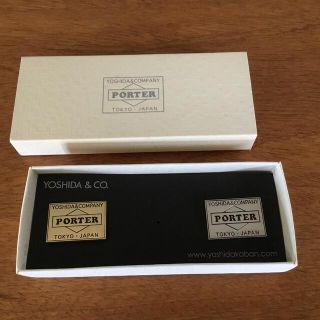 YOSHIDA & COMPANY
PORTER
TOKYO - JAPAN
YOSHIDA & CO.
YOSHIDA & COMPANY
PORTER
TOKYO - JAPAN
YOSHIDA & COMPANY
PORTER
TOKYO - JAPAN
www.yoshidakaban.com